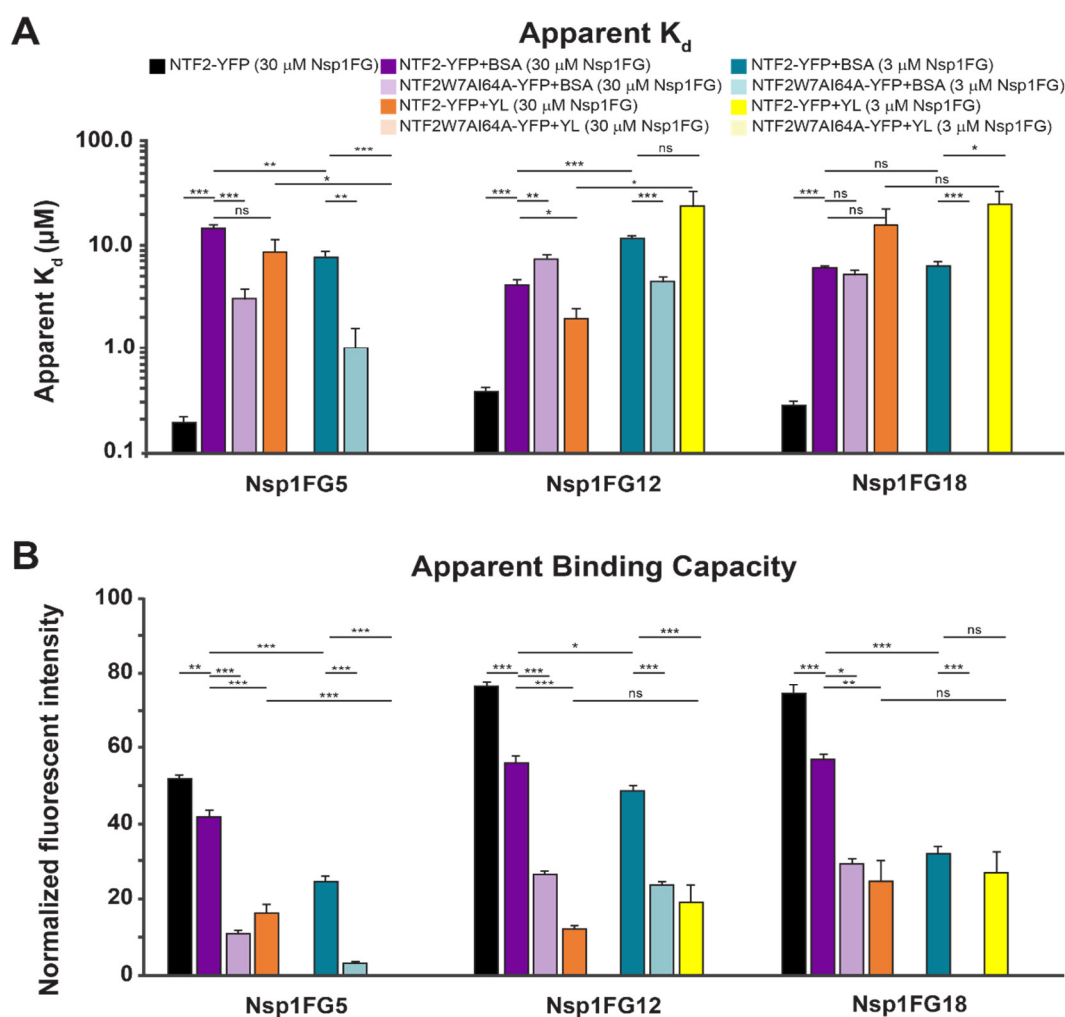 A
Apparent Kd
NTF2-YFP (30 μM Nsp1FG)
NTF2-YFP+BSA (30 μM Nsp1FG)
NTF2-YFP+BSA (3 μM Nsp1FG)
NTF2W7AI64A-YFP+BSA (30 μM Nsp1FG)
NTF2W7AI64A-YFP+BSA (3 μM Nsp1FG)
NTF2-YFP+YL (30 μM Nsp1FG)
NTF2-YFP+YL (3 μM Nsp1FG)
NTF2W7AI64A-YFP+YL (30 μM Nsp1FG)
NTF2W7AI64A-YFP+YL (3 μM Nsp1FG)
Apparent Kd (μM)
100.0
10.0
1.0
0.1
*** ns
** *** ns *
* * ns
*** *** ** *** ** *** *** ns ***
ns * ns
Nsp1FG5 Nsp1FG12 Nsp1FG18
B
Apparent Binding Capacity
Normalized fluorescent intensity
100
80
60
40
20
0
*** *** ns
*** * ***
** *** *** *** *** *** *** * ***
*** *** **
*** ns ns
Nsp1FG5 Nsp1FG12 Nsp1FG18